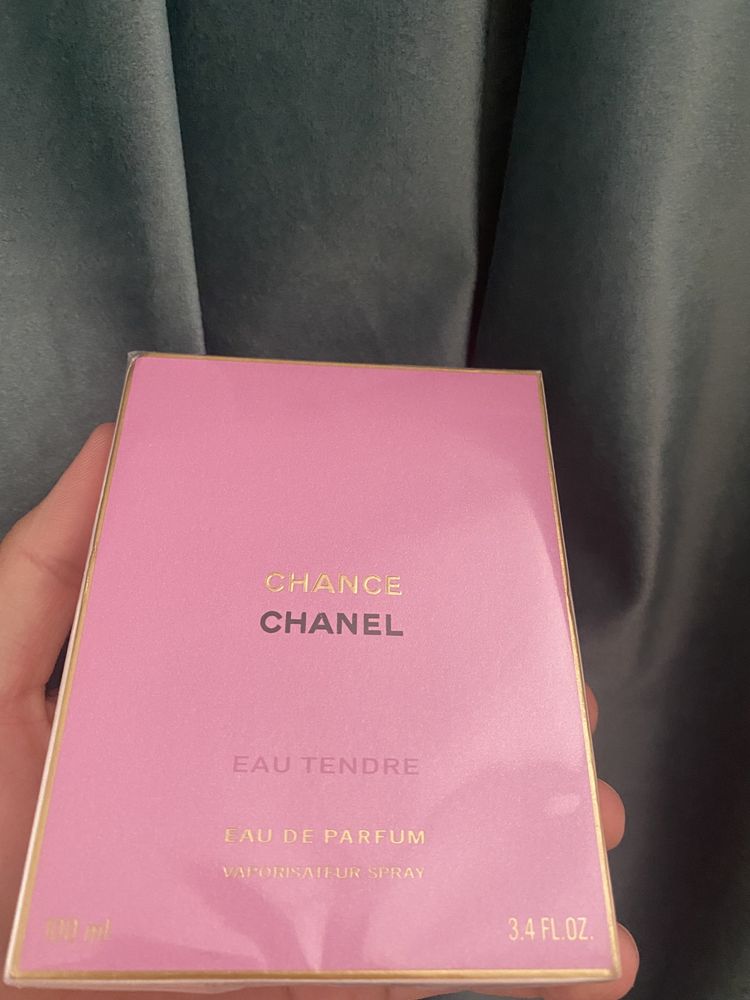 CHANCE
CHANEL
EAU TENDRE
EAU DE PARFUM
VAPORISATEUR SPRAY
100 ml 3.4 FL.OZ.